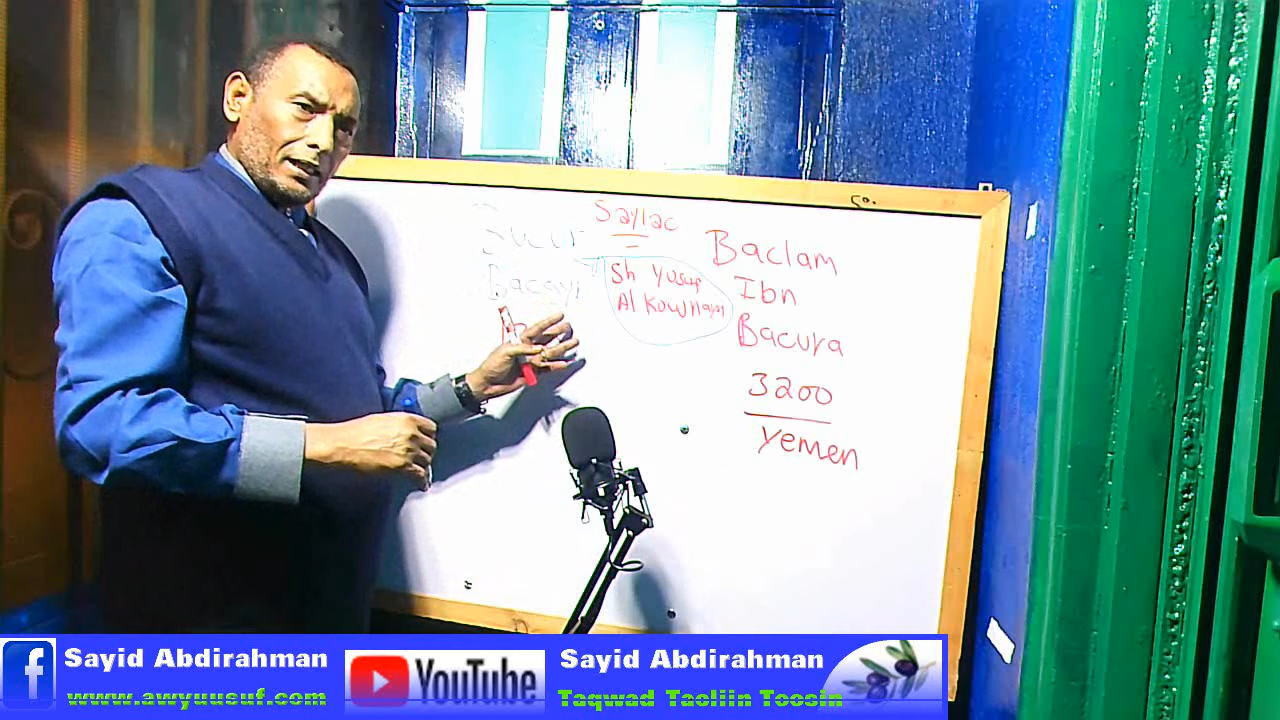 Saylac
Sh Yusuf
Al Kowneyn
Baclam
Ibn
Bacura
3200
Yemen
Sayid Abdirahman
www.awyuusuf.com
YouTube
Sayid Abdirahman
Taqwad Taoliin Toosin